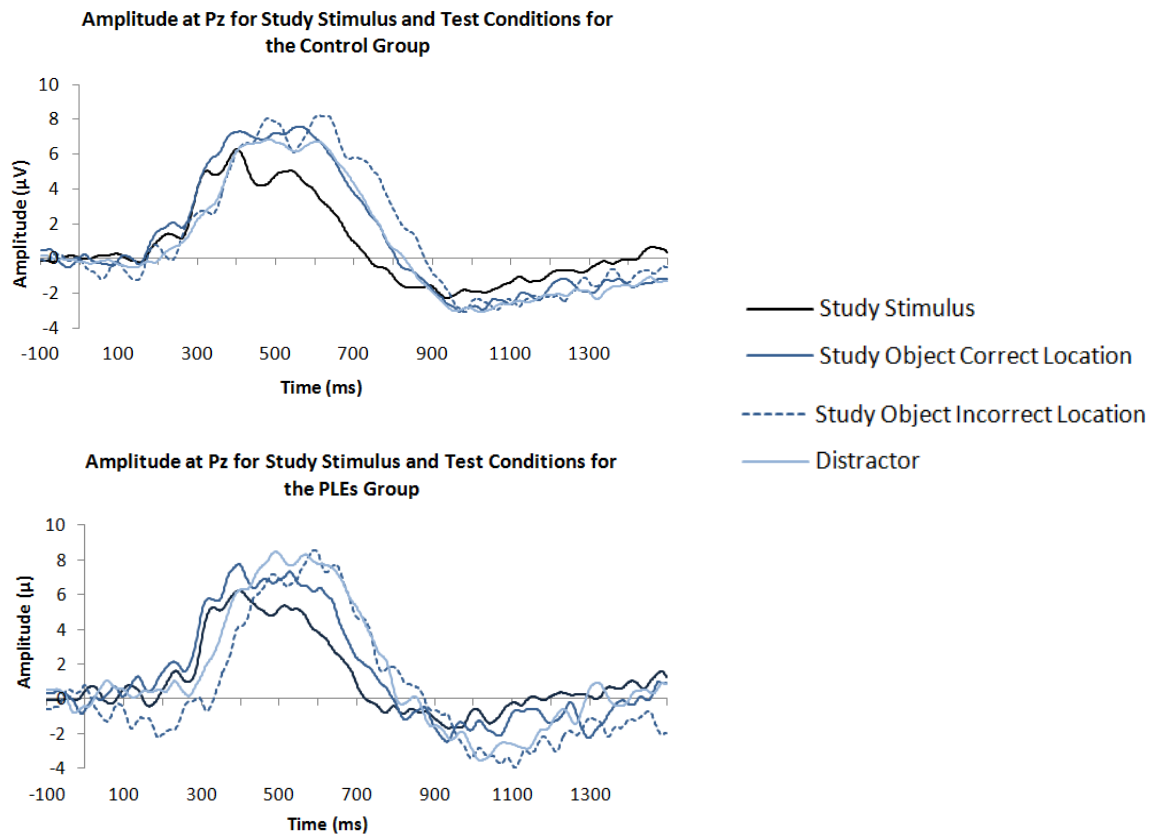 Amplitude at Pz for Study Stimulus and Test Conditions for
the Control Group
10
8
6
4
2
0
-2
-4
Amplitude (μV)
-100 100 300 500 700 900 1100 1300
Time (ms)
Study Stimulus
Study Object Correct Location
Study Object Incorrect Location
Distractor
Amplitude at Pz for Study Stimulus and Test Conditions for
the PLEs Group
10
8
6
4
2
0
-2
-4
Amplitude (μ)
-100 100 300 500 700 900 1100 1300
Time (ms)